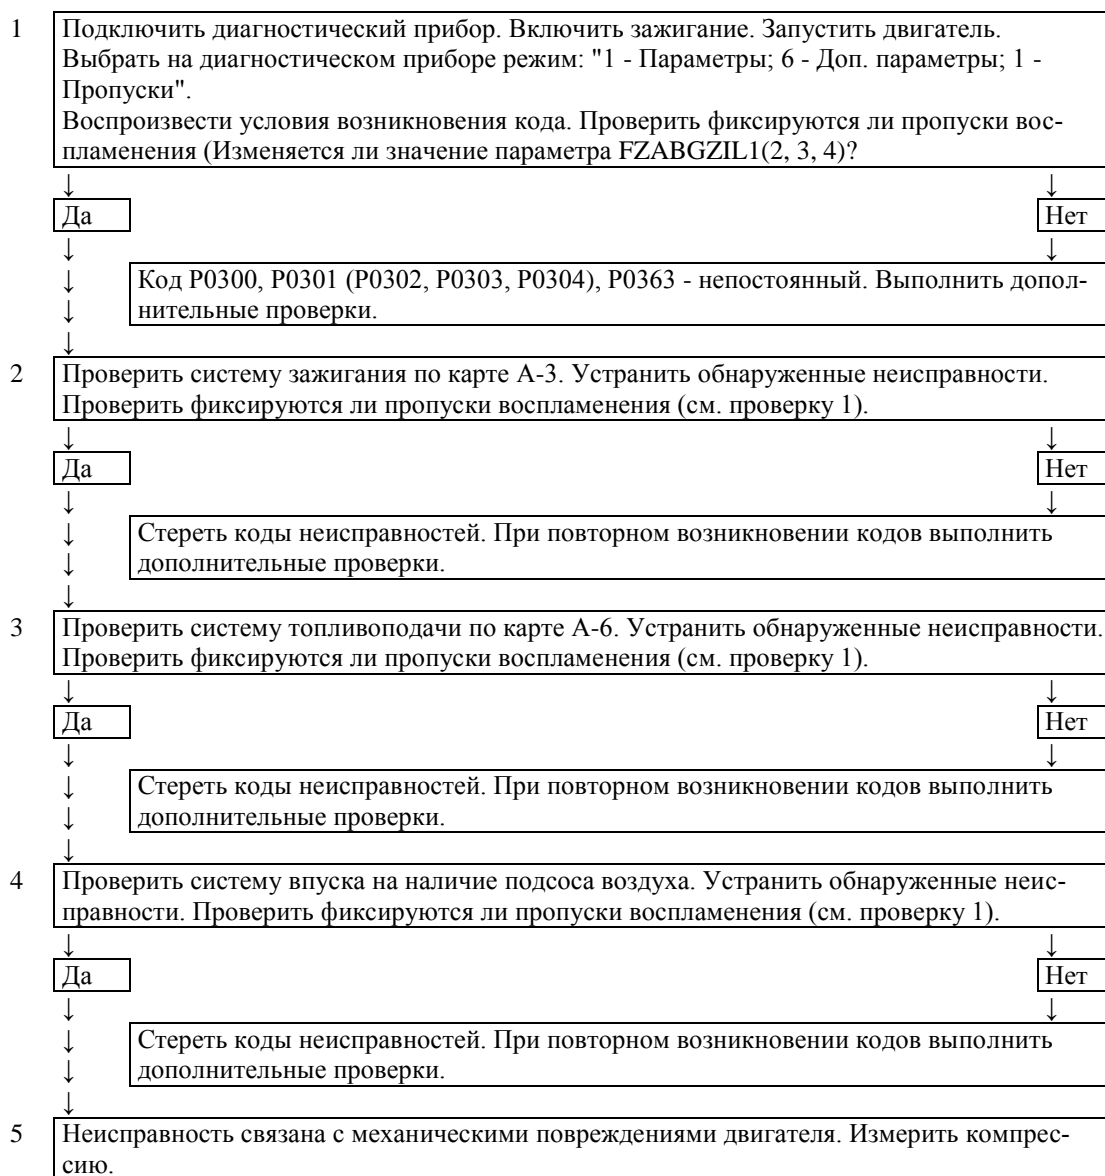 1 Подключить диагностический прибор. Включить зажигание. Запустить двигатель.
Выбрать на диагностическом приборе режим: "1 - Параметры; 6 - Доп. параметры; 1 -
Пропуски".
Воспроизвести условия возникновения кода. Проверить фиксируются ли пропуски вос-
пламенения (Изменяется ли значение параметра FZABGZIL1(2, 3, 4)?
↓ ↓
Да Нет
↓ ↓
↓ Код Р0300, Р0301 (Р0302, Р0303, Р0304), Р0363 - непостоянный. Выполнить допол-
↓ нительные проверки.
↓
2 Проверить систему зажигания по карте А-3. Устранить обнаруженные неисправности.
Проверить фиксируются ли пропуски воспламенения (см. проверку 1).
↓ ↓
Да Нет
↓ ↓
↓ Стереть коды неисправностей. При повторном возникновении кодов выполнить
↓ дополнительные проверки.
↓
3 Проверить систему топливоподачи по карте А-6. Устранить обнаруженные неисправности.
Проверить фиксируются ли пропуски воспламенения (см. проверку 1).
↓ ↓
Да Нет
↓ ↓
↓ Стереть коды неисправностей. При повторном возникновении кодов выполнить
↓ дополнительные проверки.
↓
4 Проверить систему впуска на наличие подсоса воздуха. Устранить обнаруженные неис-
правности. Проверить фиксируются ли пропуски воспламенения (см. проверку 1).
↓ ↓
Да Нет
↓ ↓
↓ Стереть коды неисправностей. При повторном возникновении кодов выполнить
↓ дополнительные проверки.
↓
5 Неисправность связана с механическими повреждениями двигателя. Измерить компрес-
сию.